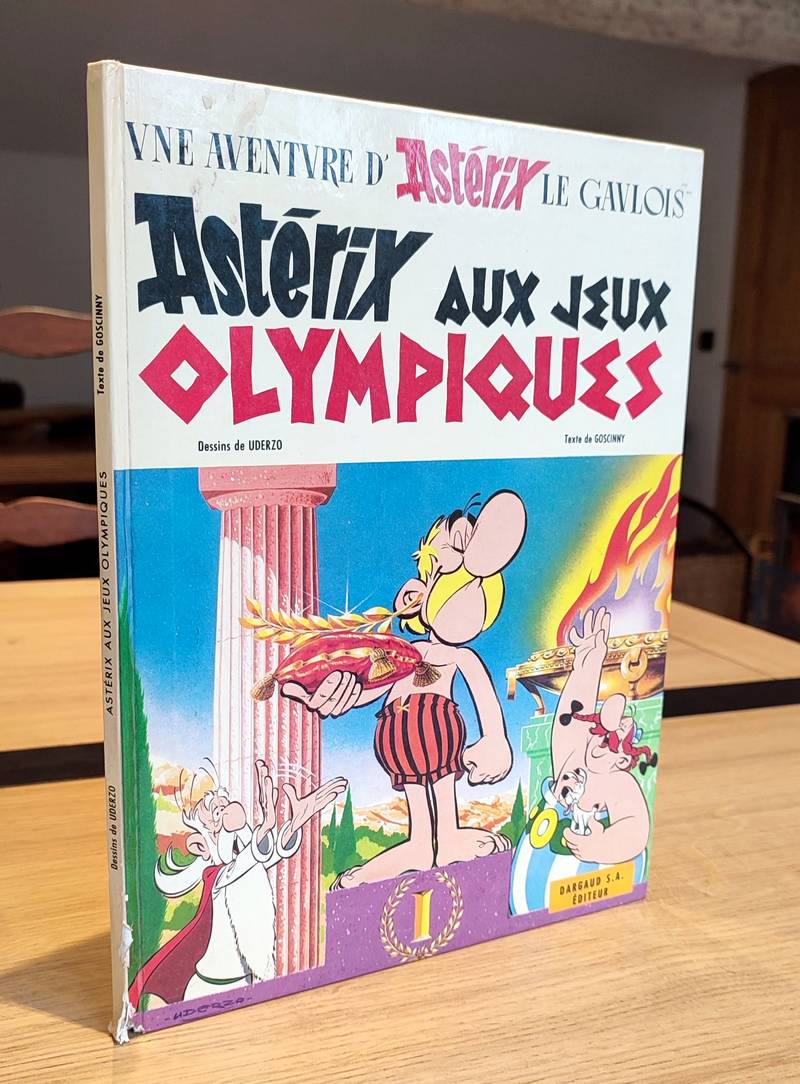 VNE AVENTVRE D' Astérix LE GAVLOIS
Astérix AUX JEUX
OLYMPIQUES
Dessins de UDERZO
Texte de GOSCINNY
I
DARGAUD S.A.
ÉDITEUR
-UDERZO-
Dessins de UDERZO
ASTÉRIX AUX JEUX OLYMPIQUES
Texte de GOSCINNY